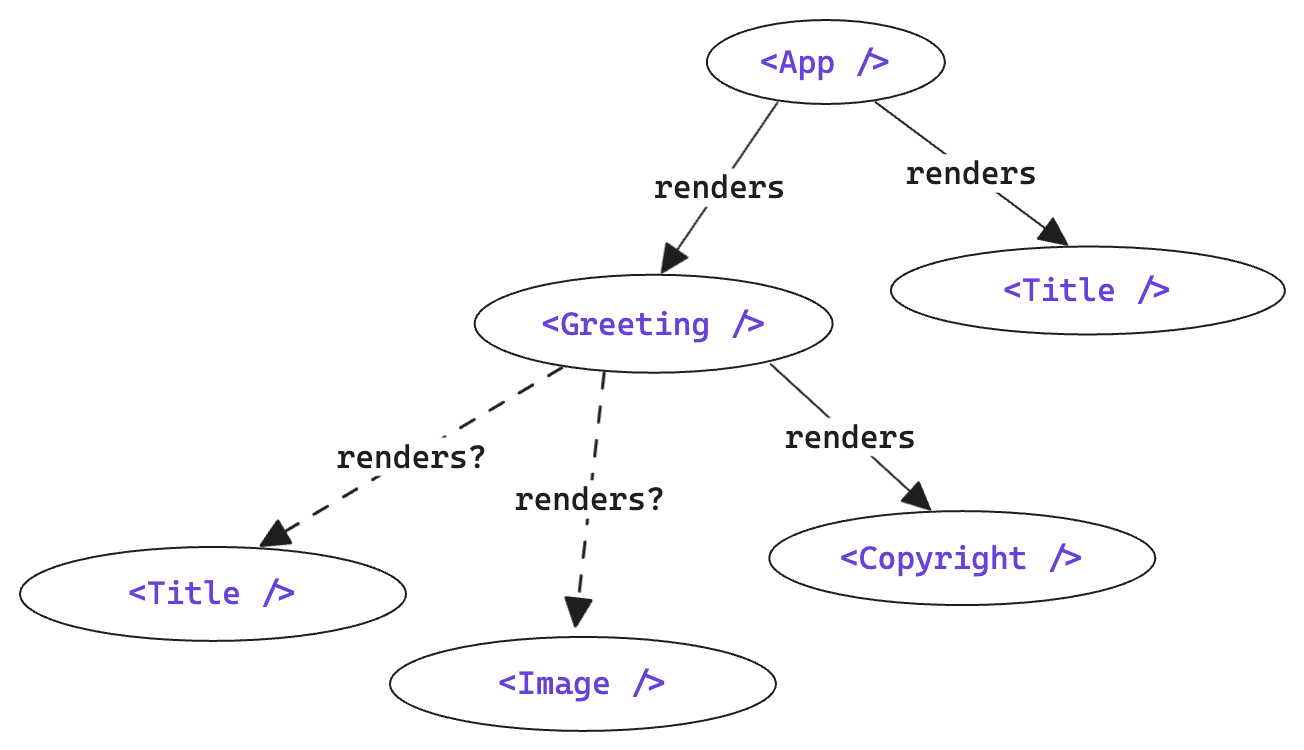 <App />
renders
renders
<Title />
<Greeting />
renders
renders?
renders?
<Copyright />
<Title />
<Image />